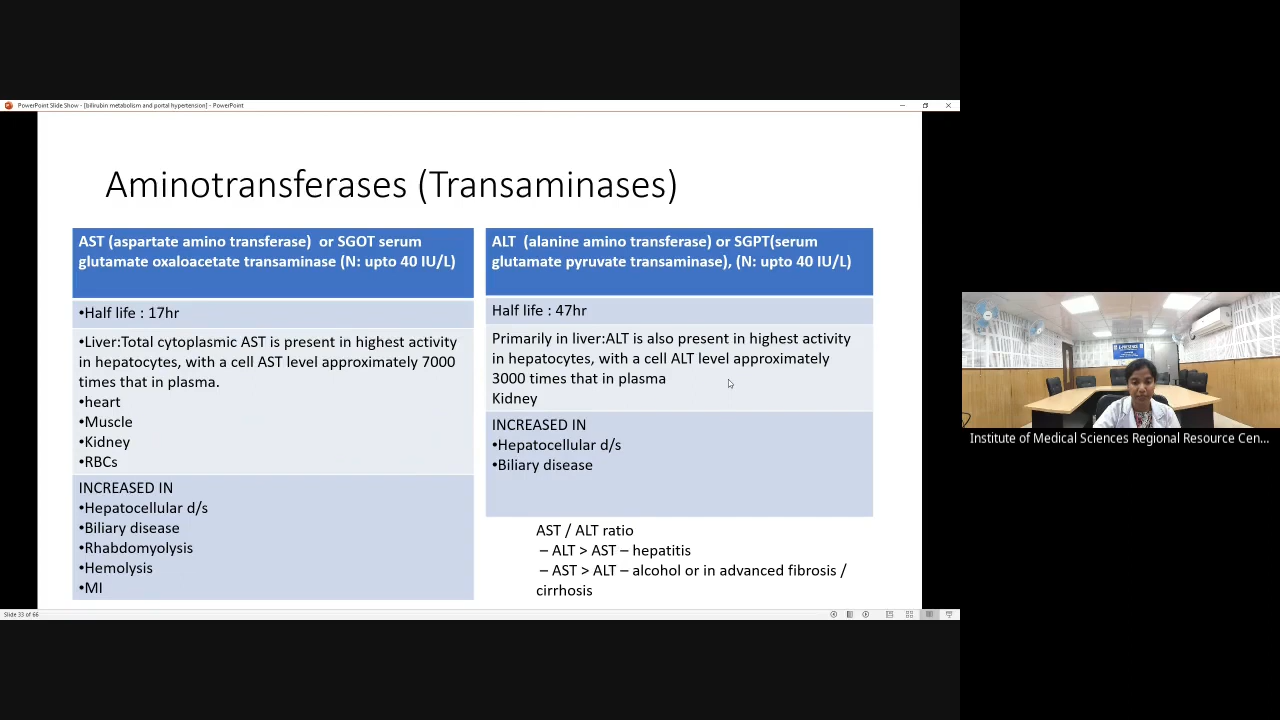 PowerPoint Slide Show - [bilirubin metabolism and portal hypertension] - PowerPoint
Aminotransferases (Transaminases)
AST (aspartate amino transferase)  or SGOT serum
glutamate oxaloacetate transaminase (N: upto 40 IU/L)
•Half life : 17hr
•Liver:Total cytoplasmic AST is present in highest activity
in hepatocytes, with a cell AST level approximately 7000
times that in plasma.
•heart
•Muscle
•Kidney
•RBCs
INCREASED IN
•Hepatocellular d/s
•Biliary disease
•Rhabdomyolysis
•Hemolysis
•MI
ALT  (alanine amino transferase) or SGPT(serum
glutamate pyruvate transaminase), (N: upto 40 IU/L)
Half life : 47hr
Primarily in liver:ALT is also present in highest activity
in hepatocytes, with a cell ALT level approximately
3000 times that in plasma
Kidney
INCREASED IN
•Hepatocellular d/s
•Biliary disease
AST / ALT ratio
– ALT > AST – hepatitis
– AST > ALT – alcohol or in advanced fibrosis /
cirrhosis
Slide 33 of 66
Institute of Medical Sciences Regional Resource Cen...